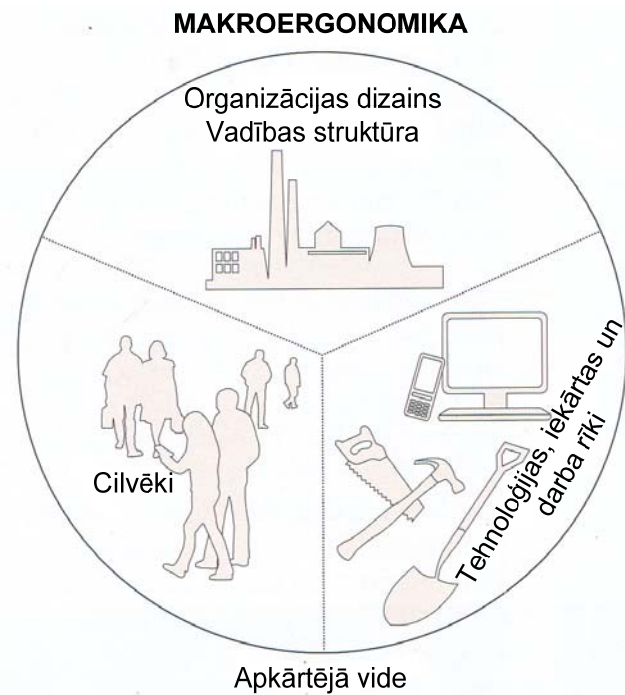 MAKROERGONOMIKA
Organizācijas dizains
Vadības struktūra
Cilvēki
Tehnoloģijas, iekārtas un
darba rīki
Apkārtējā vide